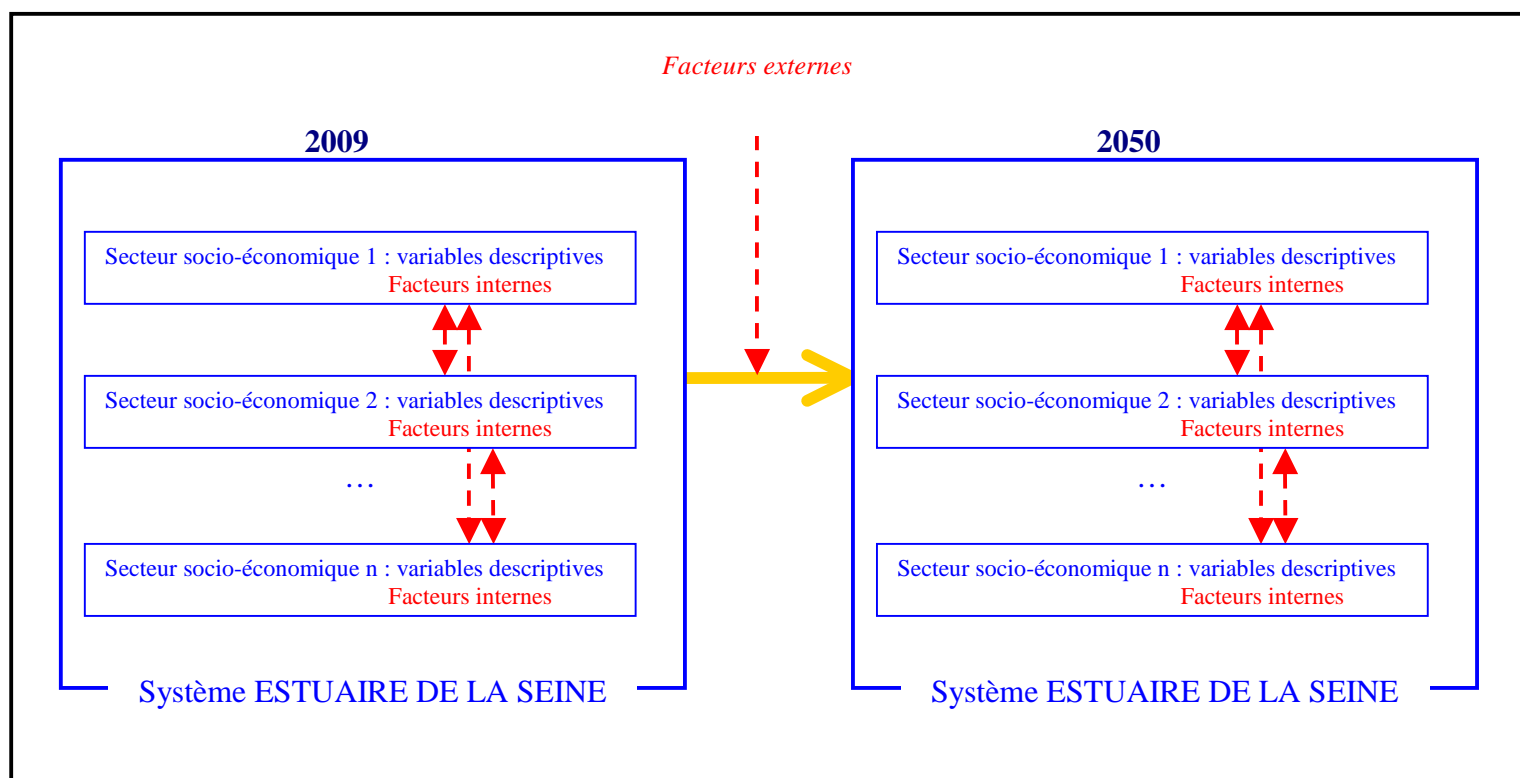 Facteurs externes
2009
Secteur socio-économique 1 : variables descriptives
Facteurs internes
Secteur socio-économique 2 : variables descriptives
Facteurs internes
…
Secteur socio-économique n : variables descriptives
Facteurs internes
Système ESTUAIRE DE LA SEINE
2050
Secteur socio-économique 1 : variables descriptives
Facteurs internes
Secteur socio-économique 2 : variables descriptives
Facteurs internes
…
Secteur socio-économique n : variables descriptives
Facteurs internes
Système ESTUAIRE DE LA SEINE